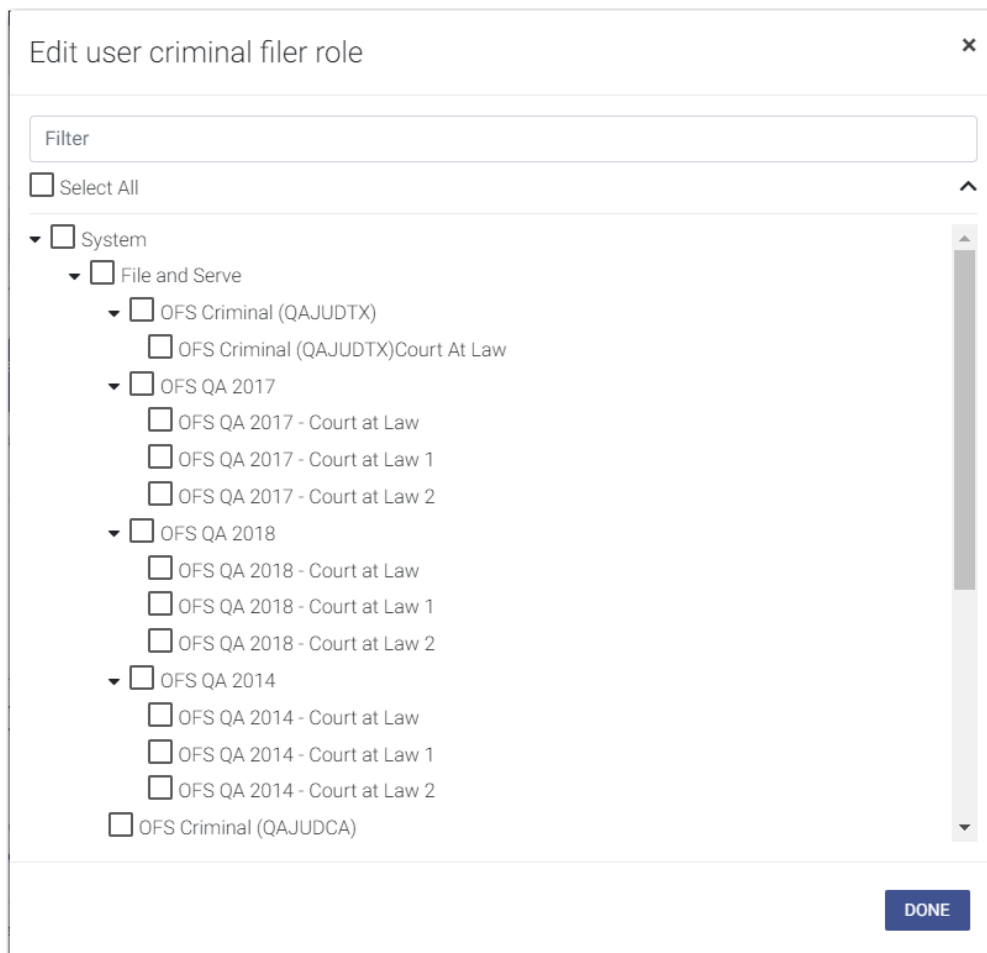 Edit user criminal filer role
Filter
Select All
System
File and Serve
OFS Criminal (QAJUDTX)
OFS Criminal (QAJUDTX)Court At Law
OFS QA 2017
OFS QA 2017 - Court at Law
OFS QA 2017 - Court at Law 1
OFS QA 2017 - Court at Law 2
OFS QA 2018
OFS QA 2018 - Court at Law
OFS QA 2018 - Court at Law 1
OFS QA 2018 - Court at Law 2
OFS QA 2014
OFS QA 2014 - Court at Law
OFS QA 2014 - Court at Law 1
OFS QA 2014 - Court at Law 2
OFS Criminal (QAJUDCA)
DONE